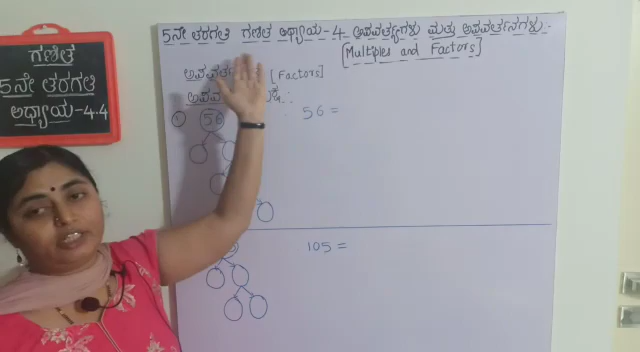 ಗಣಿತ
5ನೇ ತರಗತಿ
ಅಧ್ಯಾಯ-4.4
5ನೇ ತರಗತಿ ಗಣಿತ ಅಧ್ಯಾಯ-4 ಅಪವರ್ತ್ಯಗಳು ಮತ್ತು ಅಪವರ್ತನಗಳು:-
[Multiples and Factors]
[Factors]
56
56 =
105 =